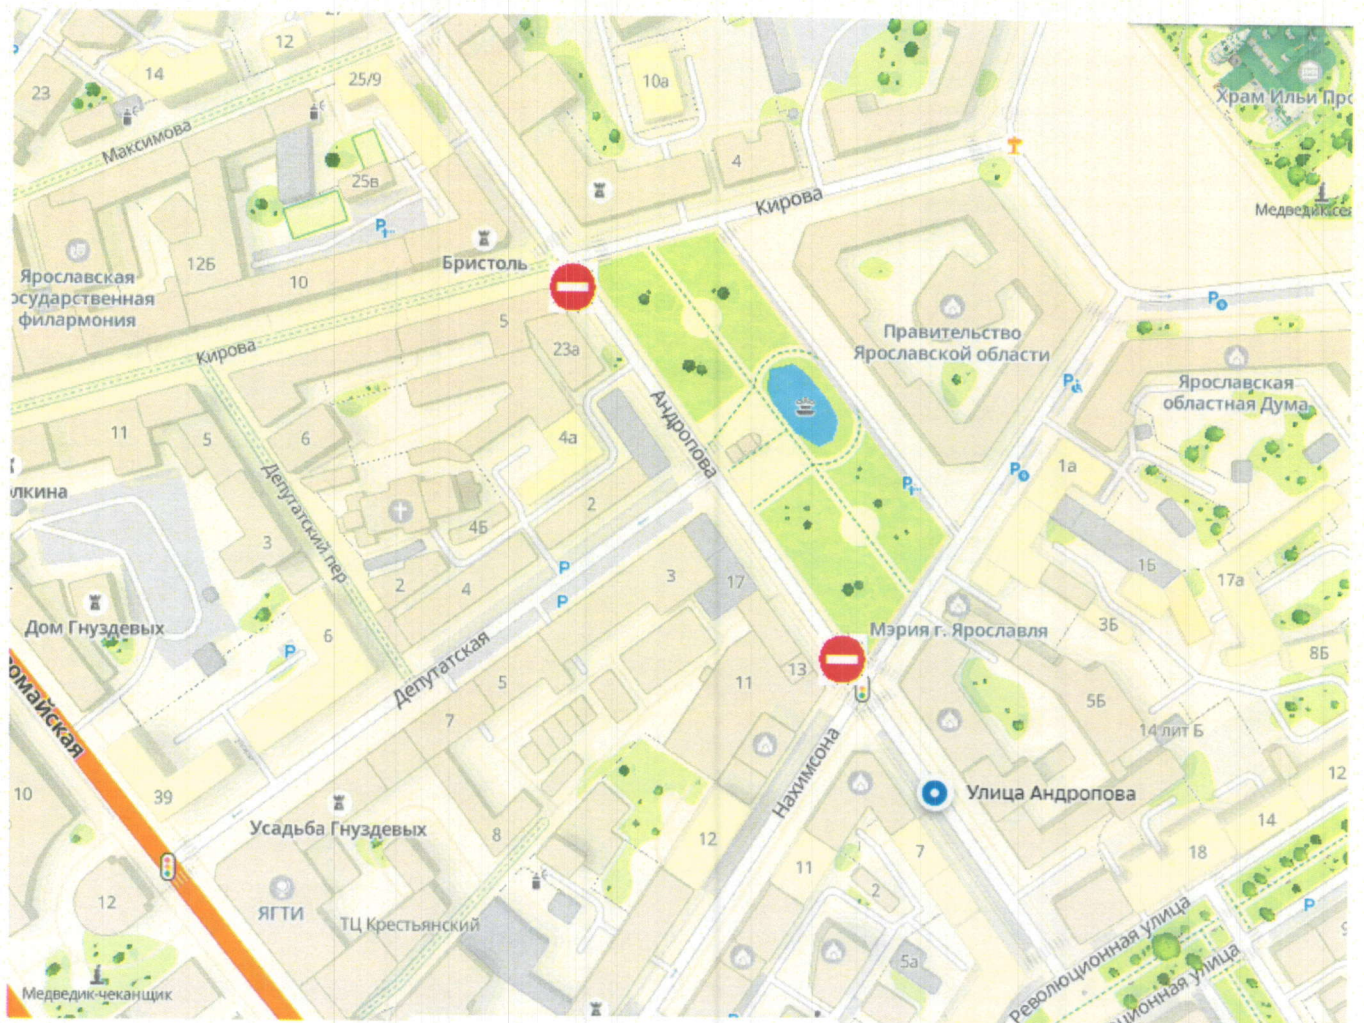 12
14
25/9
23
10а
Храм Ильи Про
Максимова
4
25в
Кирова
Медведик-се
P
Бристоль
12Б
Ярославская
осударственная
филармония
10
5
Правительство
Ярославской области
23а
Кирова
Ярославская
областная Дума
Андропова
11
5
6
4а
1а
лкина
Депутатский пер
2
4Б
3
P
1Б
17а
2
4
3
17
P
Дом Гнуздевых
6
Мэрия г. Ярославля
3Б
8Б
P
13
Депутатская
5
11
5Б
омайская
7
14 лит Б
Нахимсона
12
10
39
Улица Андропова
Усадьба Гнуздевых
8
12
14
7
18
11
2
12
ЯГТИ
ТЦ Крестьянский
P
Революционная улица
5а
ционная улица
Медведик-чеканщик